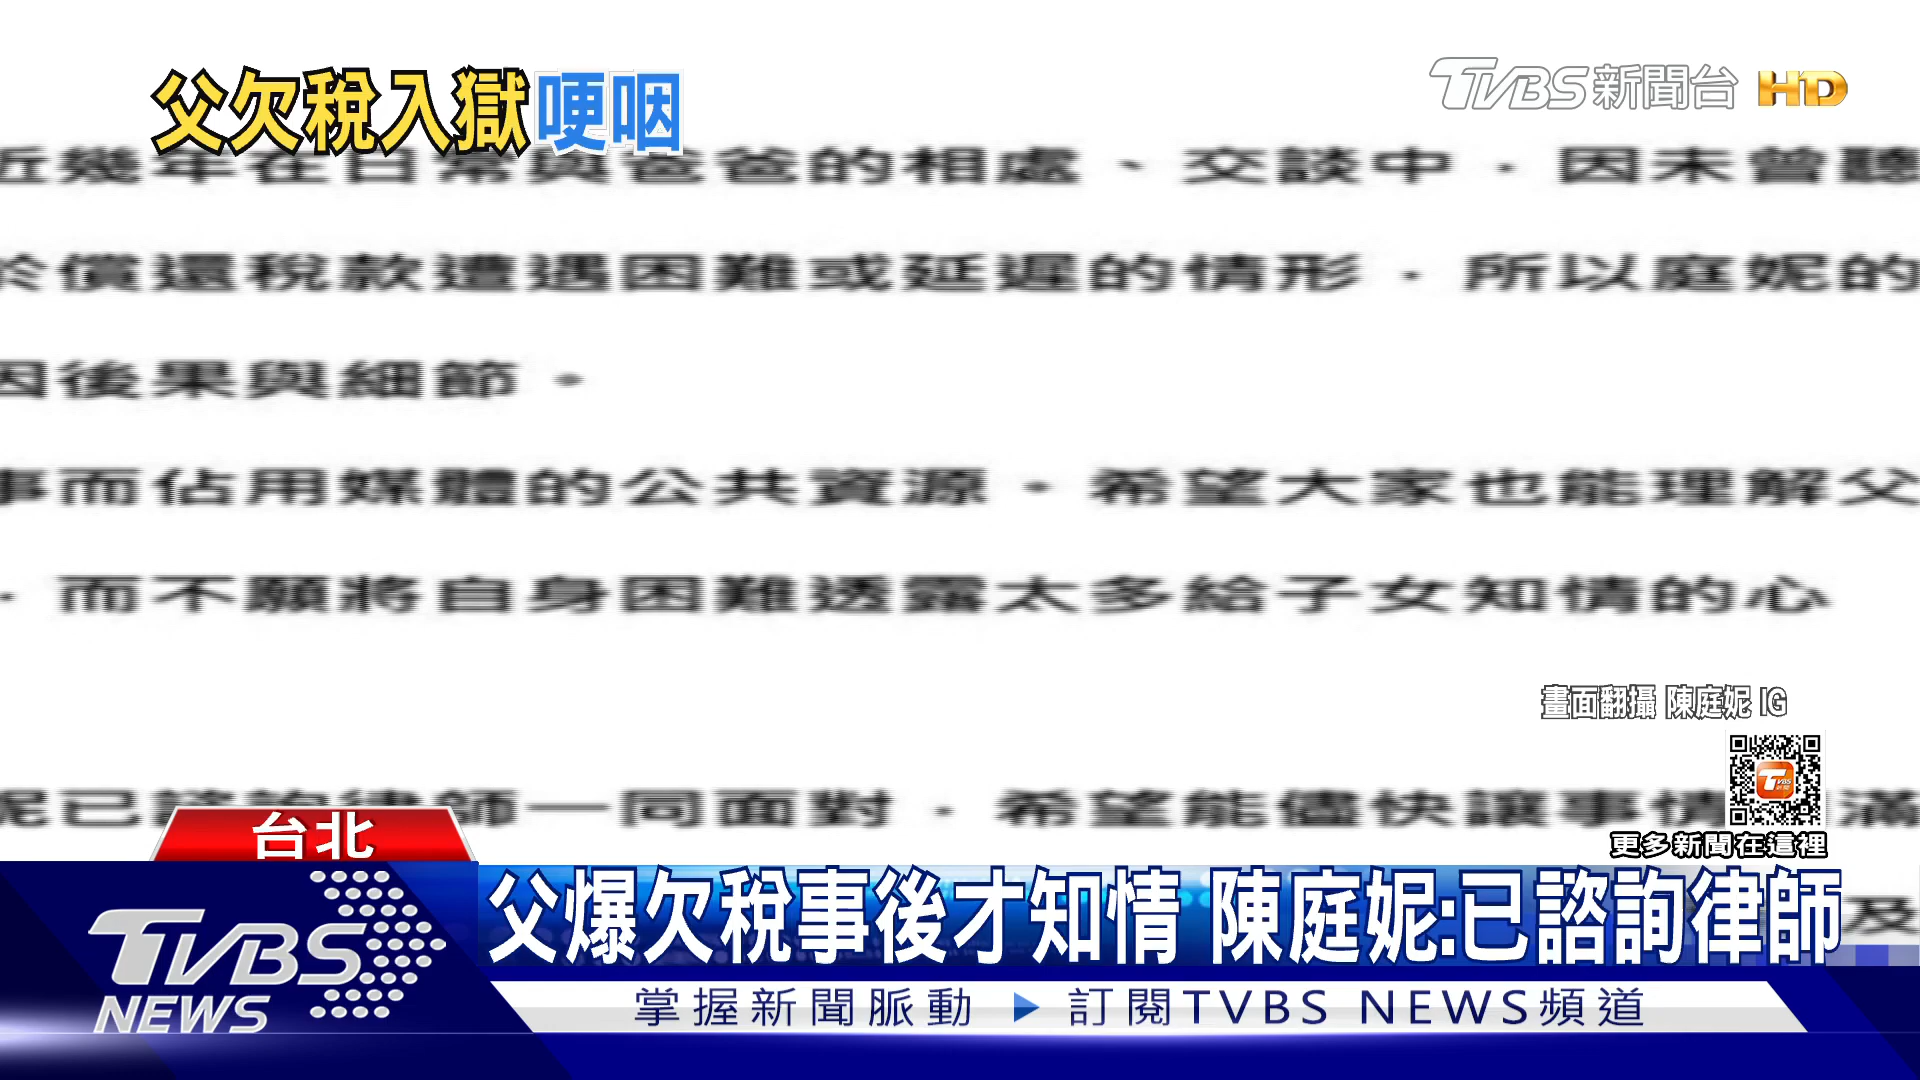 父欠稅入獄哽咽
TVBS新聞台 HD
近幾年在日常與爸爸的相處、交談中，因未曾聽
於償還稅款遭遇困難或延遲的情形，所以庭妮的
因後果與細節。
事而佔用媒體的公共資源。希望大家也能理解父
，而不願將自身困難透露太多給子女知情的心
畫面翻攝 陳庭妮 IG
妮已諮詢律師一同面對，希望能儘快讓事情 滿
更多新聞在這裡
台北
父爆欠稅事後才知情 陳庭妮:已諮詢律師
及
TVBS NEWS
掌握新聞脈動 ▶ 訂閱TVBS NEWS頻道